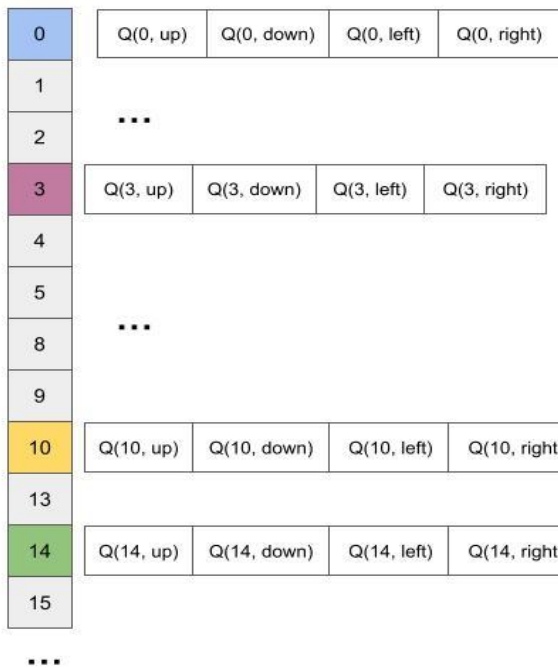 0 Q(0, up) Q(0, down) Q(0, left) Q(0, right)
1
...
2
3 Q(3, up) Q(3, down) Q(3, left) Q(3, right)
4
5
...
8
9
10 Q(10, up) Q(10, down) Q(10, left) Q(10, right
13
14 Q(14, up) Q(14, down) Q(14, left) Q(14, right
15
...